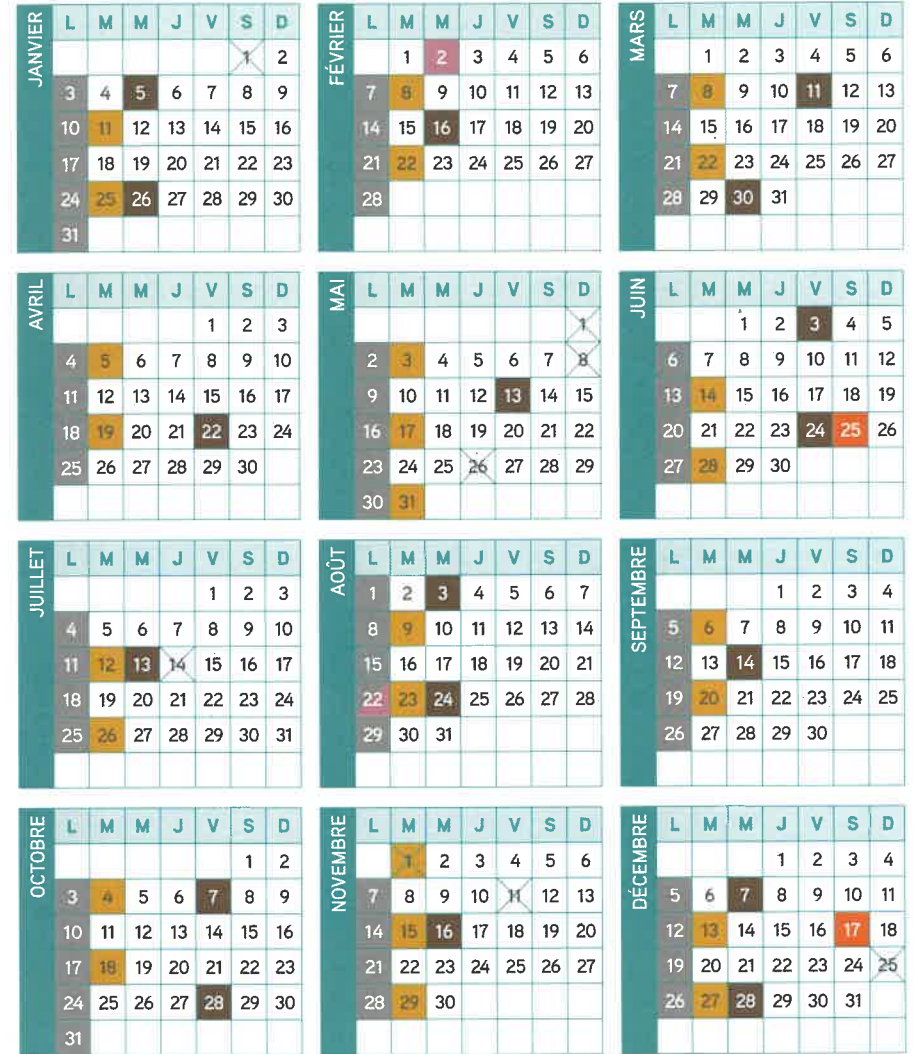 JANVIER
L M M J V S D
1 2
3 4 5 6 7 8 9
10 11 12 13 14 15 16
17 18 19 20 21 22 23
24 25 26 27 28 29 30
31
FÉVRIER
L M M J V S D
1 2 3 4 5 6
7 8 9 10 11 12 13
14 15 16 17 18 19 20
21 22 23 24 25 26 27
28
MARS
L M M J V S D
1 2 3 4 5 6
7 8 9 10 11 12 13
14 15 16 17 18 19 20
21 22 23 24 25 26 27
28 29 30 31
AVRIL
L M M J V S D
1 2 3
4 5 6 7 8 9 10
11 12 13 14 15 16 17
18 19 20 21 22 23 24
25 26 27 28 29 30
MAI
L M M J V S D
1
2 3 4 5 6 7 8
9 10 11 12 13 14 15
16 17 18 19 20 21 22
23 24 25 26 27 28 29
30 31
JUIN
L M M J V S D
1 2 3 4 5
6 7 8 9 10 11 12
13 14 15 16 17 18 19
20 21 22 23 24 25 26
27 28 29 30
JUILLET
L M M J V S D
1 2 3
4 5 6 7 8 9 10
11 12 13 14 15 16 17
18 19 20 21 22 23 24
25 26 27 28 29 30 31
AOÛT
L M M J V S D
1 2 3 4 5 6 7
8 9 10 11 12 13 14
15 16 17 18 19 20 21
22 23 24 25 26 27 28
29 30 31
SEPTEMBRE
L M M J V S D
1 2 3 4
5 6 7 8 9 10 11
12 13 14 15 16 17 18
19 20 21 22 23 24 25
26 27 28 29 30
OCTOBRE
L M M J V S D
1 2
3 4 5 6 7 8 9
10 11 12 13 14 15 16
17 18 19 20 21 22 23
24 25 26 27 28 29 30
31
NOVEMBRE
L M M J V S D
1 2 3 4 5 6
7 8 9 10 11 12 13
14 15 16 17 18 19 20
21 22 23 24 25 26 27
28 29 30
DÉCEMBRE
L M M J V S D
1 2 3 4
5 6 7 8 9 10 11
12 13 14 15 16 17 18
19 20 21 22 23 24 25
26 27 28 29 30 31